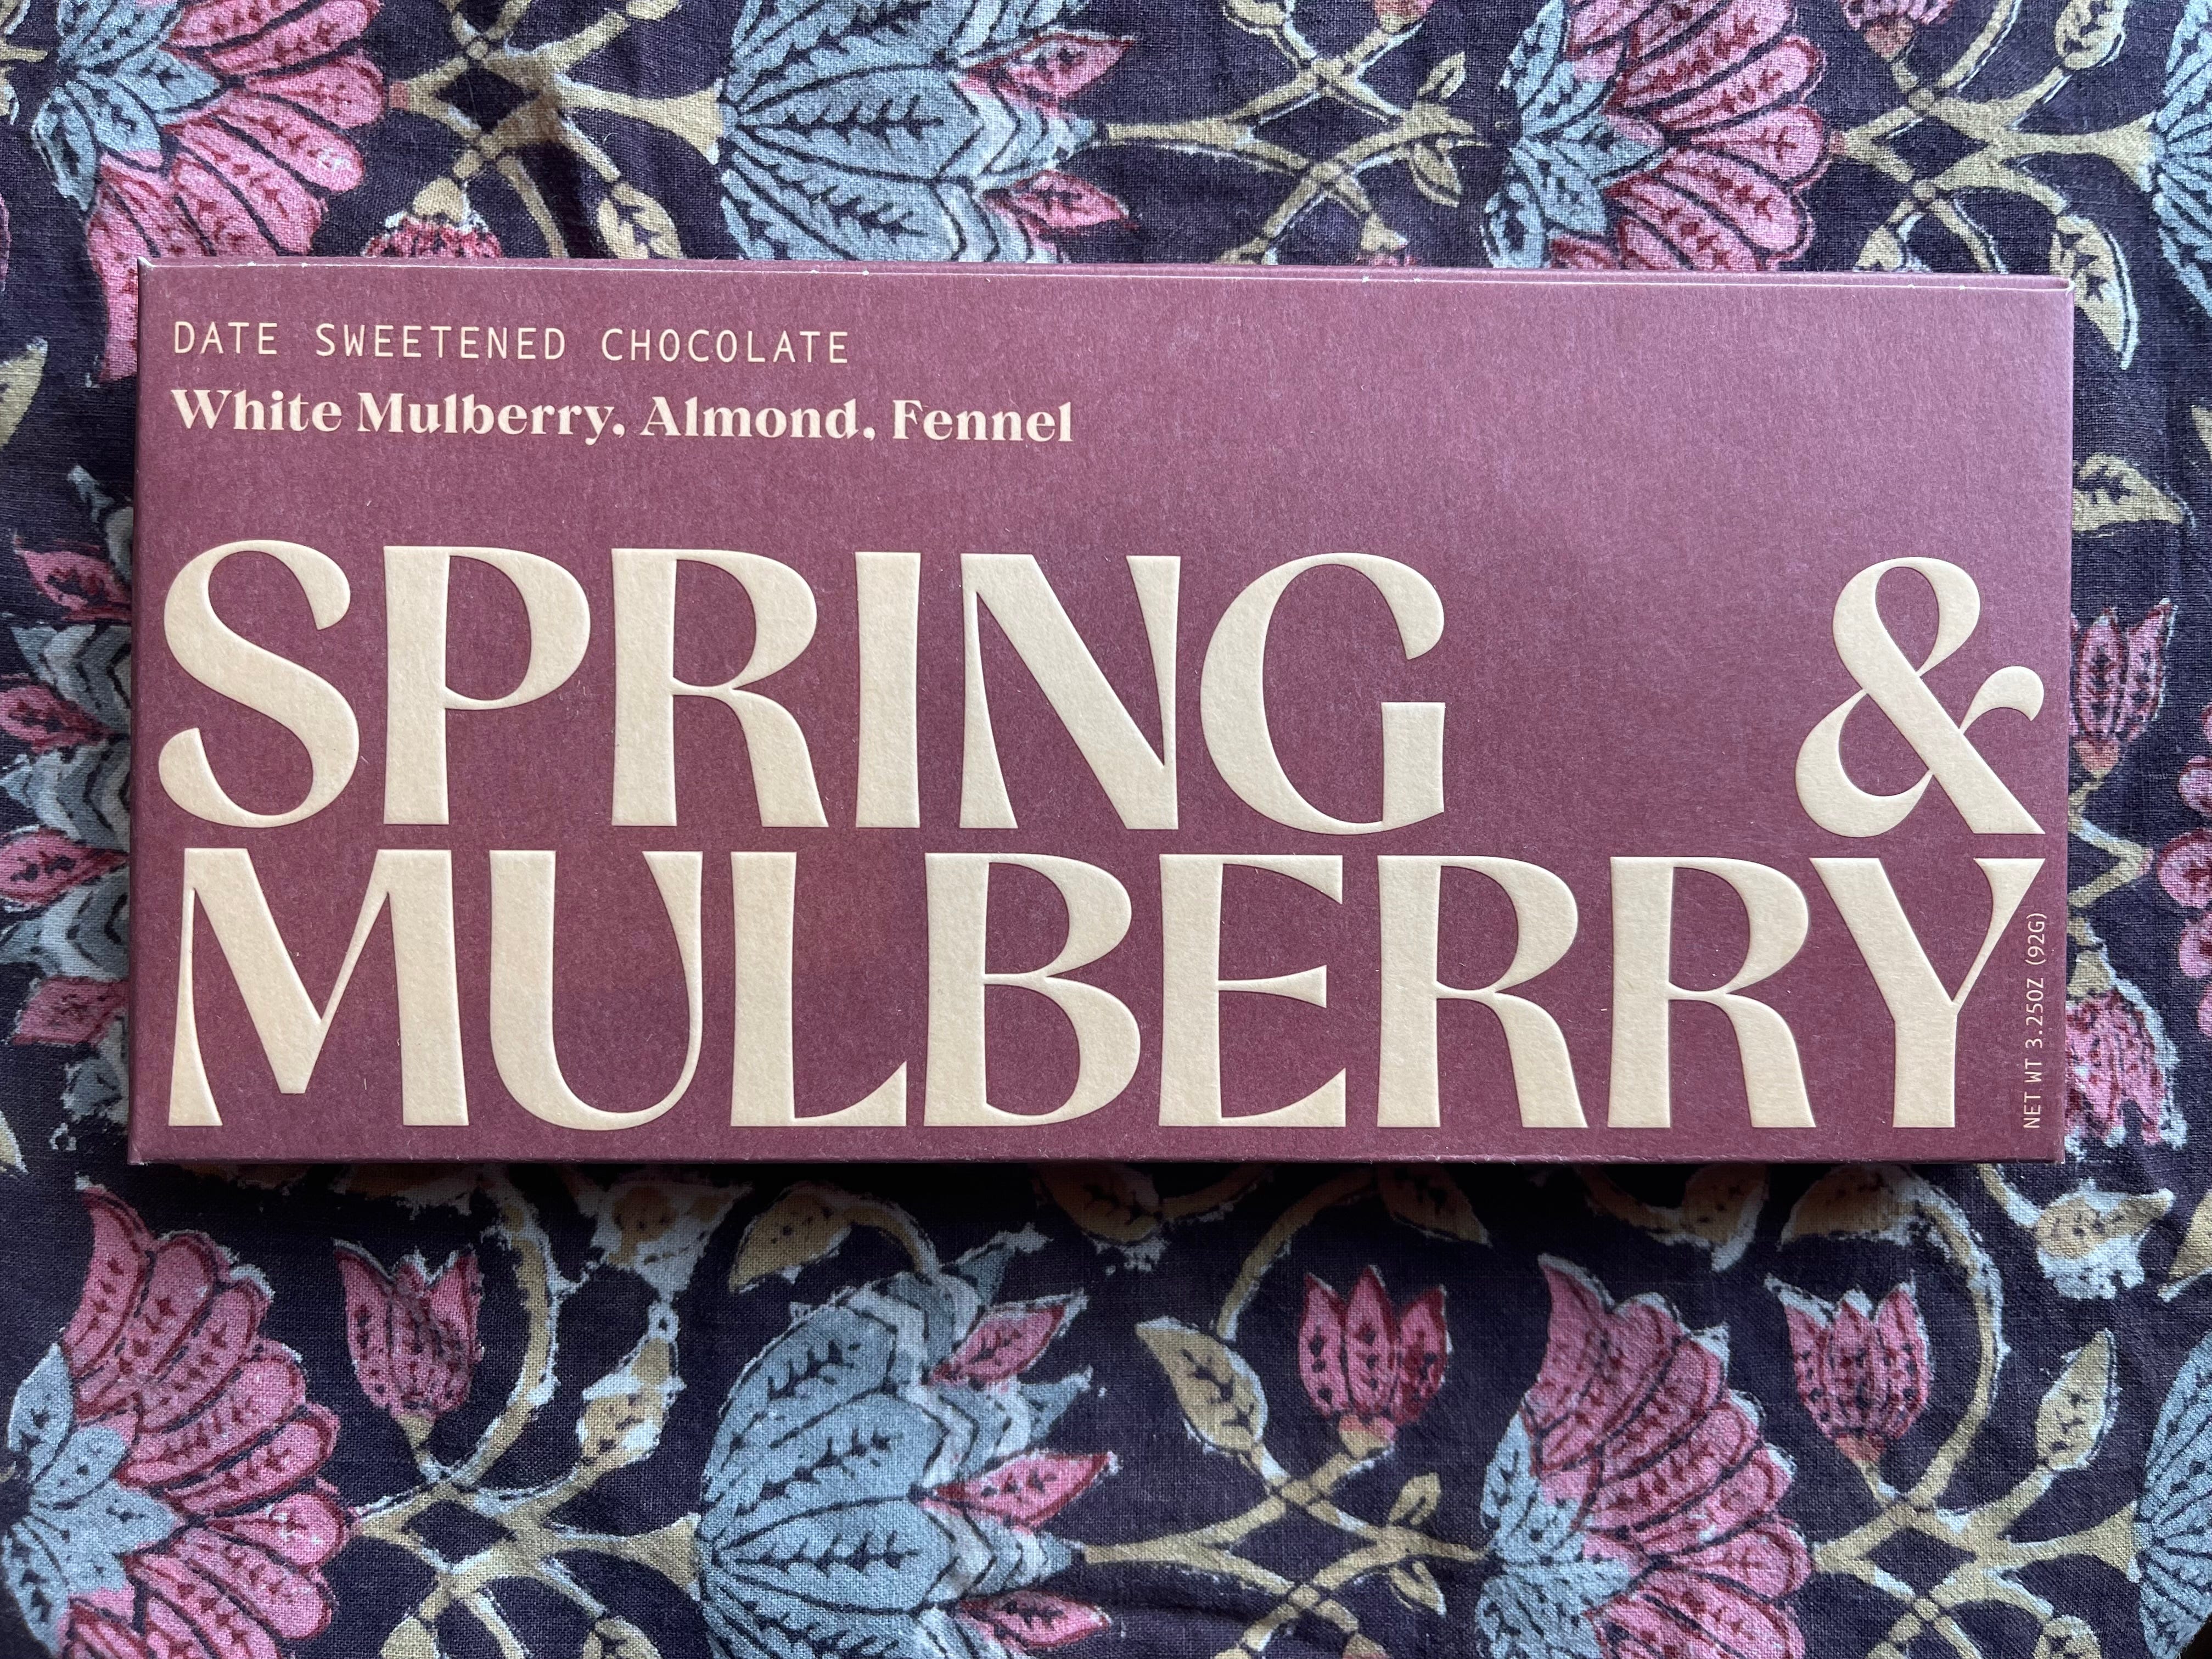 DATE SWEETENED CHOCOLATE
White Mulberry, Almond, Fennel
SPRING &
MULBERRY
NET WT 3.25OZ (92G)